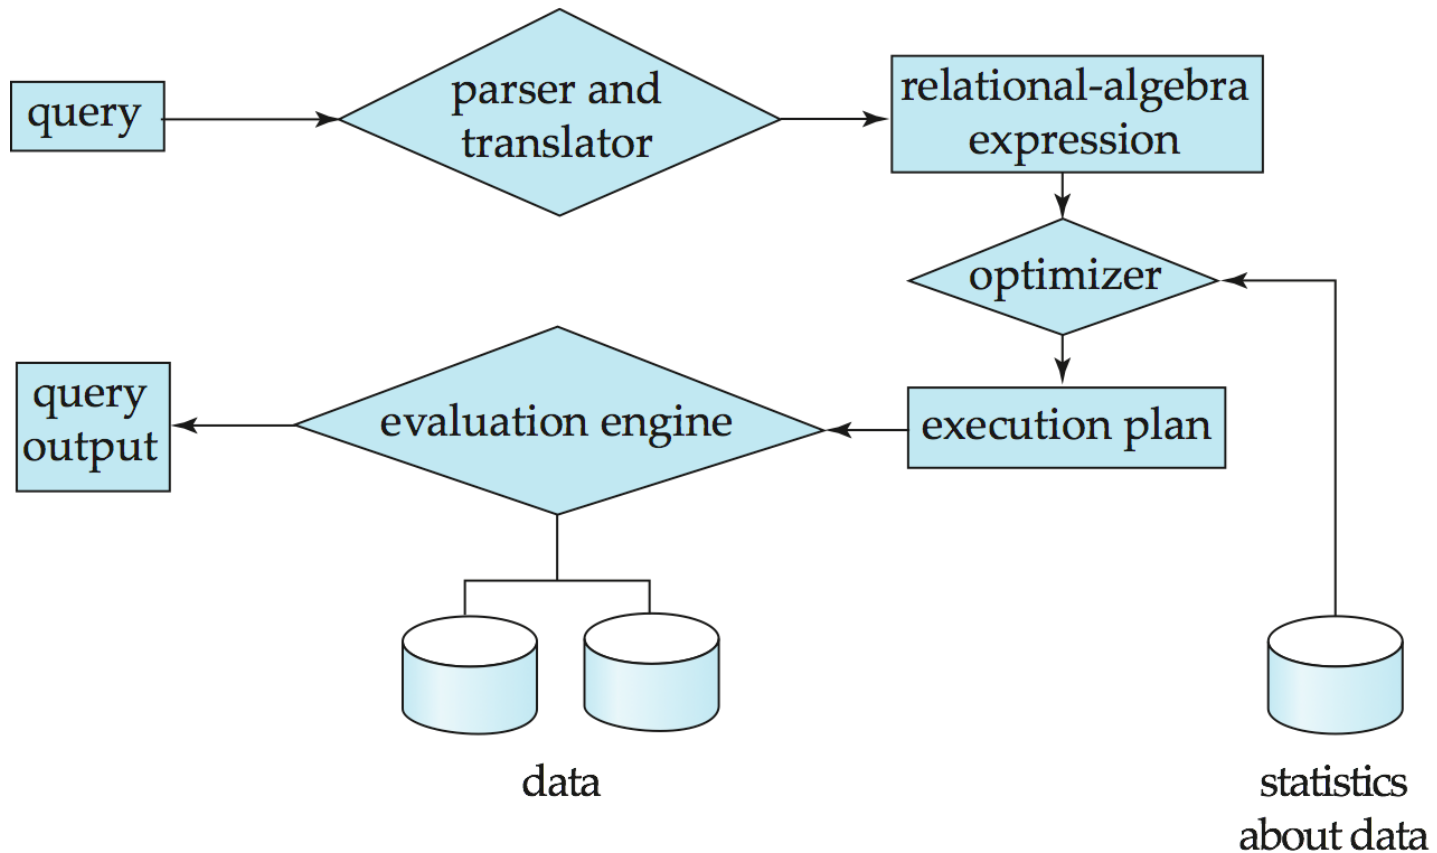 query
parser and
translator
relational-algebra
expression
optimizer
query
output
evaluation engine
execution plan
data
statistics
about data